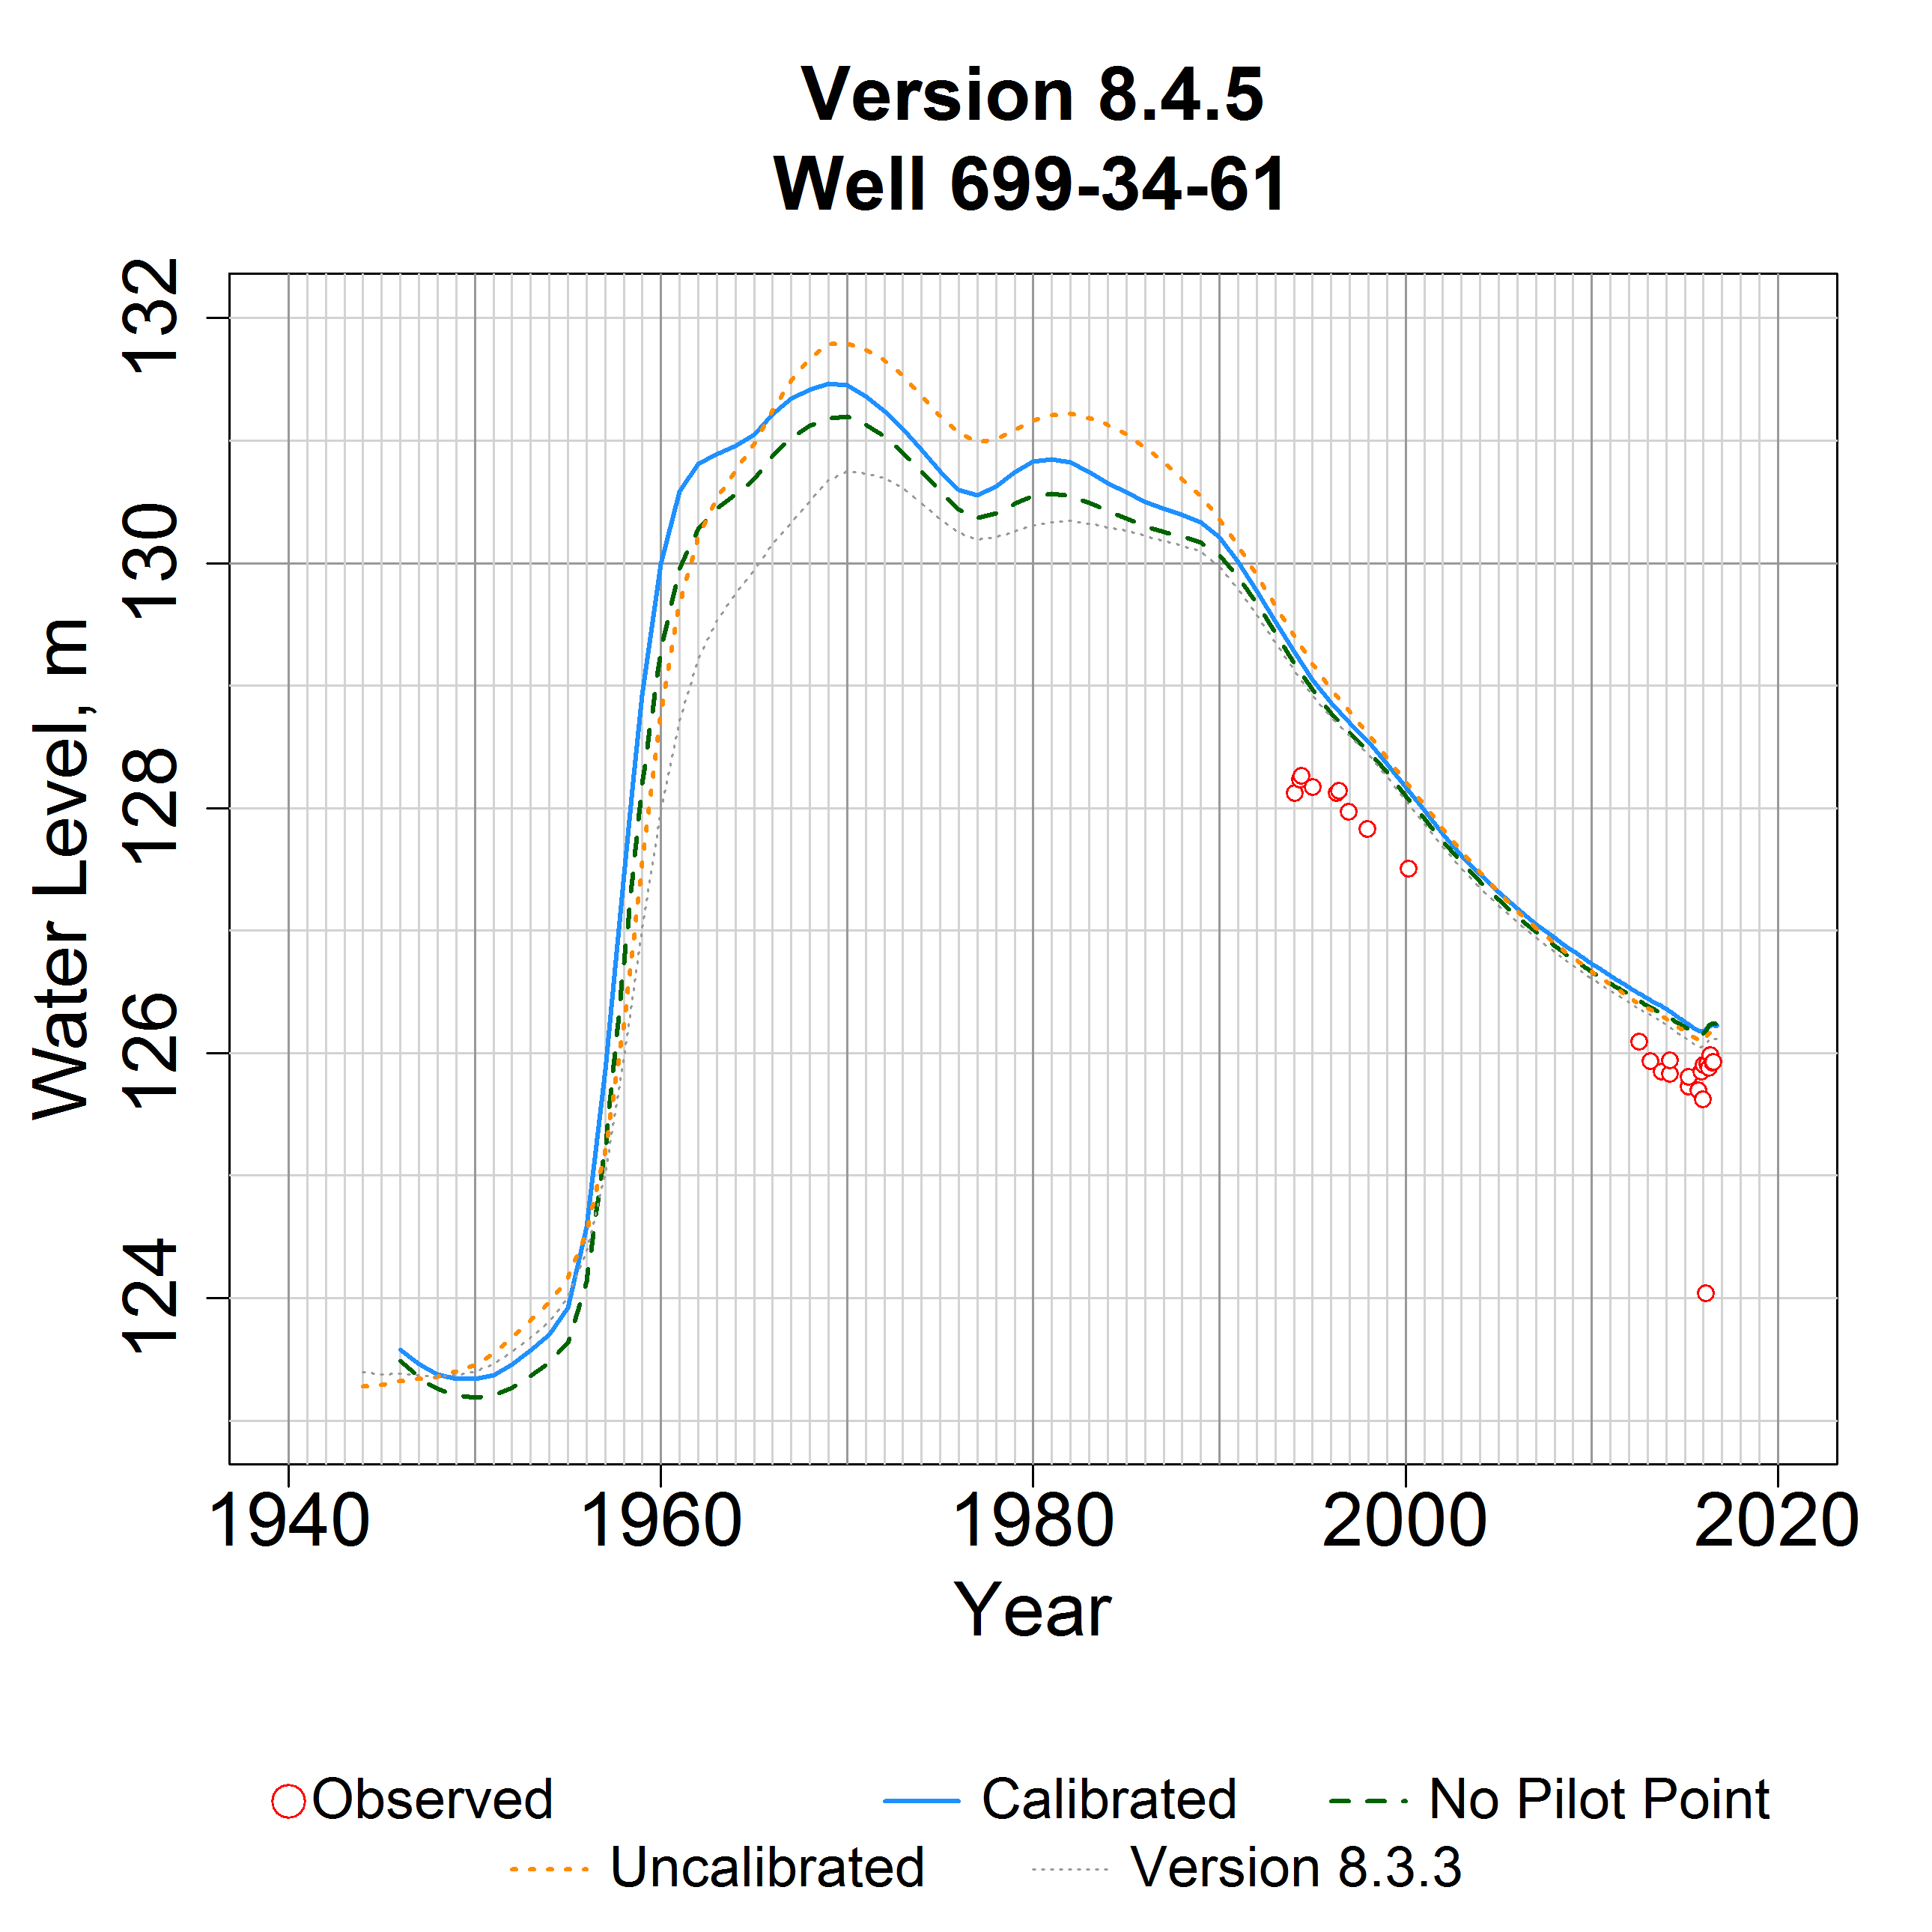 Version 8.4.5
Well 699-34-61
Water Level, m
132
130
128
126
124
1940 1960 1980 2000 2020
Year
Observed Calibrated No Pilot Point
Uncalibrated Version 8.3.3